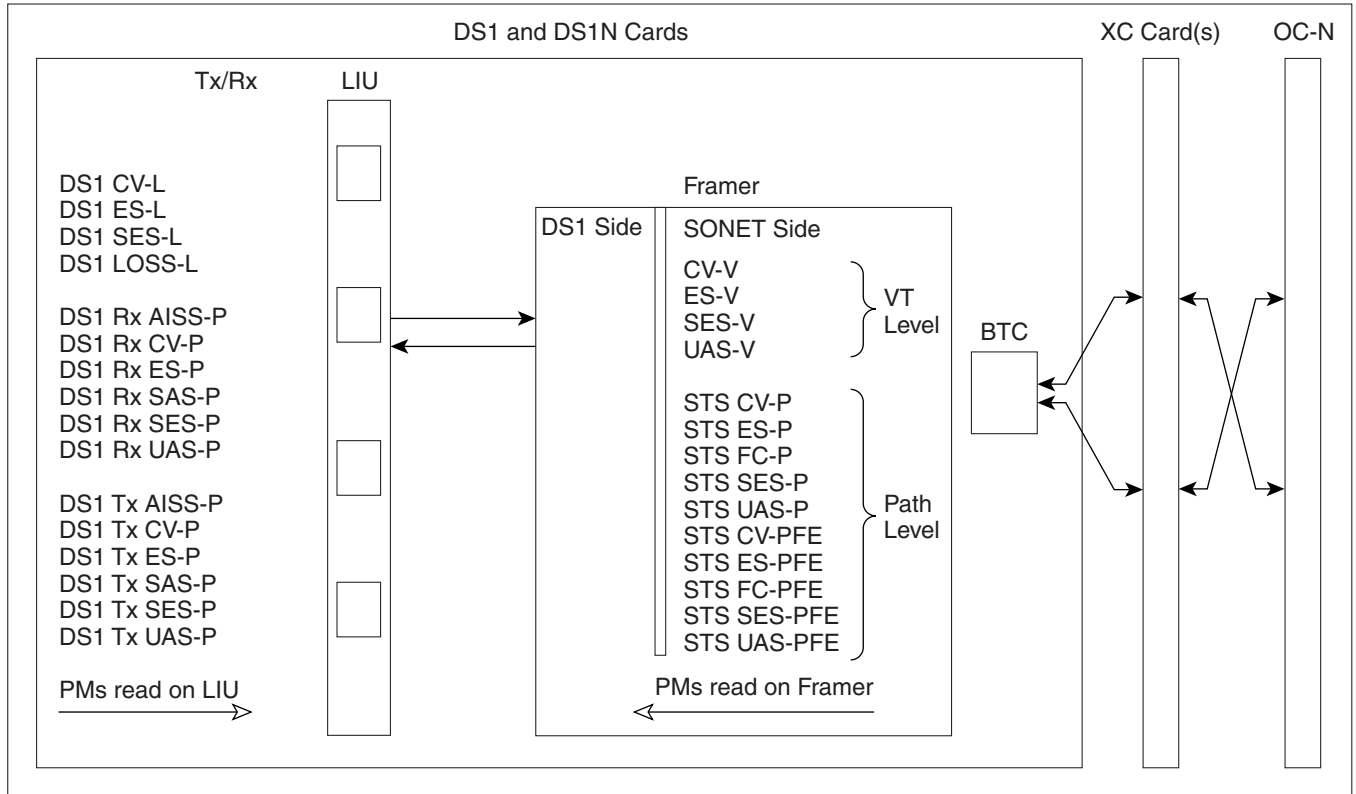 DS1 and DS1N Cards
XC Card(s)
OC-N
Tx/Rx
LIU
DS1 CV-L
DS1 ES-L
DS1 SES-L
DS1 LOSS-L
DS1 Rx AISS-P
DS1 Rx CV-P
DS1 Rx ES-P
DS1 Rx SAS-P
DS1 Rx SES-P
DS1 Rx UAS-P
DS1 Tx AISS-P
DS1 Tx CV-P
DS1 Tx ES-P
DS1 Tx SAS-P
DS1 Tx SES-P
DS1 Tx UAS-P
PMs read on LIU
Framer
DS1 Side
SONET Side
CV-V
ES-V
SES-V
UAS-V
VT
Level
STS CV-P
STS ES-P
STS FC-P
STS SES-P
STS UAS-P
STS CV-PFE
STS ES-PFE
STS FC-PFE
STS SES-PFE
STS UAS-PFE
Path
Level
PMs read on Framer
BTC